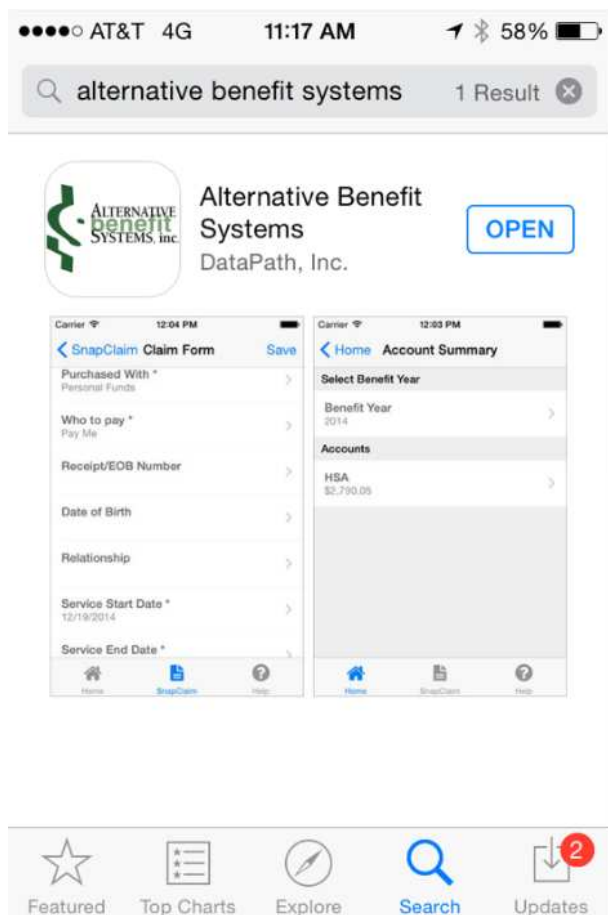 AT&T 4G 11:17 AM 58%
alternative benefit systems 1 Result
ALTERNATIVE
benefit
SYSTEMS, inc.
Alternative Benefit
Systems
DataPath, Inc.
OPEN
Carrier 12:04 PM
SnapClaim Claim Form Save
Purchased With *
Personal Funds
Who to pay *
Pay Me
Receipt/EOB Number
Date of Birth
Relationship
Service Start Date *
12/19/2014
Service End Date *
Home SnapClaim Help
Carrier 12:03 PM
Home Account Summary
Select Benefit Year
Benefit Year
2014
Accounts
HSA
$2,790.05
Home SnapClaim Help
2
Featured Top Charts Explore Search Updates